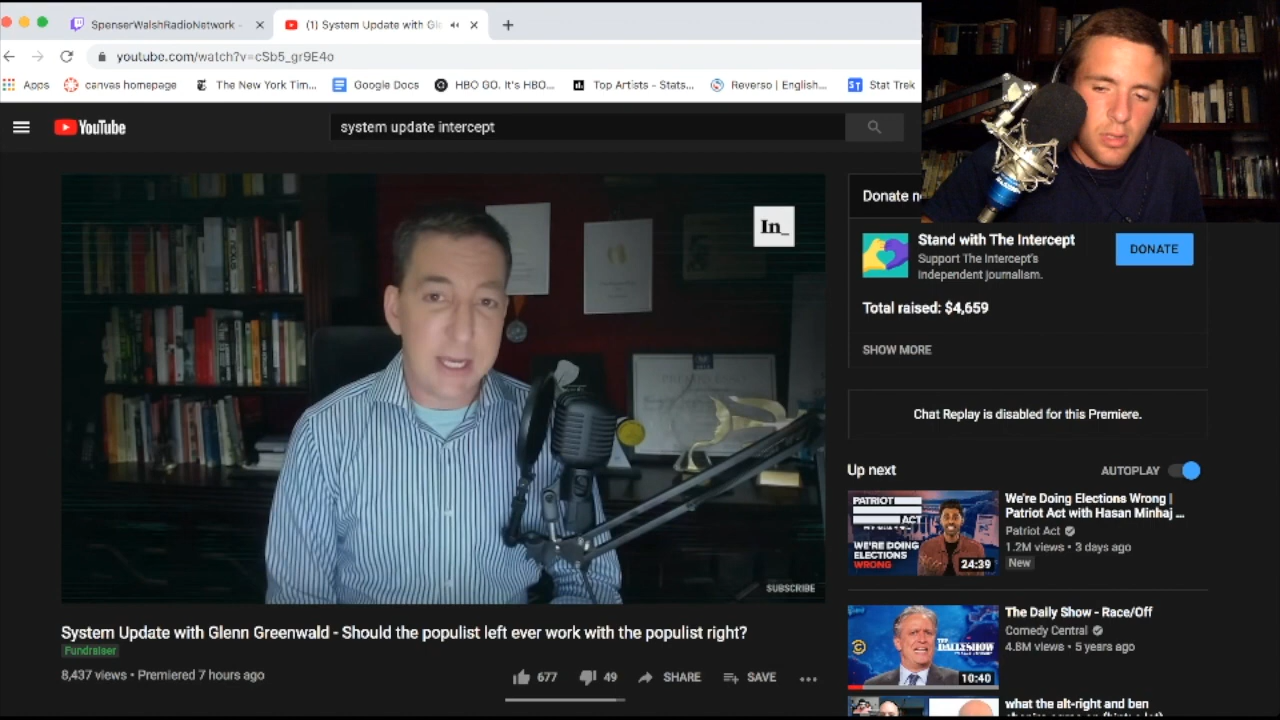 SpenserWalshRadioNetwork -
(1) System Update with Gle
youtube.com/watch?v=cSb5_gr9E4o
Apps
canvas homepage
The New York Tim...
Google Docs
HBO GO. It's HBO...
Top Artists - Stats...
Reverso | English...
ST
Stat Trek
YouTube
system update intercept
In_
SUBSCRIBE
Donate
Stand with The Intercept
DONATE
Support The Intercept's
independent journalism.
Total raised: $4,659
SHOW MORE
Chat Replay is disabled for this Premiere.
Up next
AUTOPLAY
PATRIOT
ACT
WE'RE DOING
ELECTIONS
WRONG
24:39
We're Doing Elections Wrong |
Patriot Act with Hasan Minhaj ...
Patriot Act
1.2M views • 3 days ago
New
THE DAILY SHOW
10:40
The Daily Show - Race/Off
Comedy Central
4.8M views • 5 years ago
what the alt-right and ben
System Update with Glenn Greenwald - Should the populist left ever work with the populist right?
Fundraiser
8,437 views • Premiered 7 hours ago
677
49
SHARE
SAVE